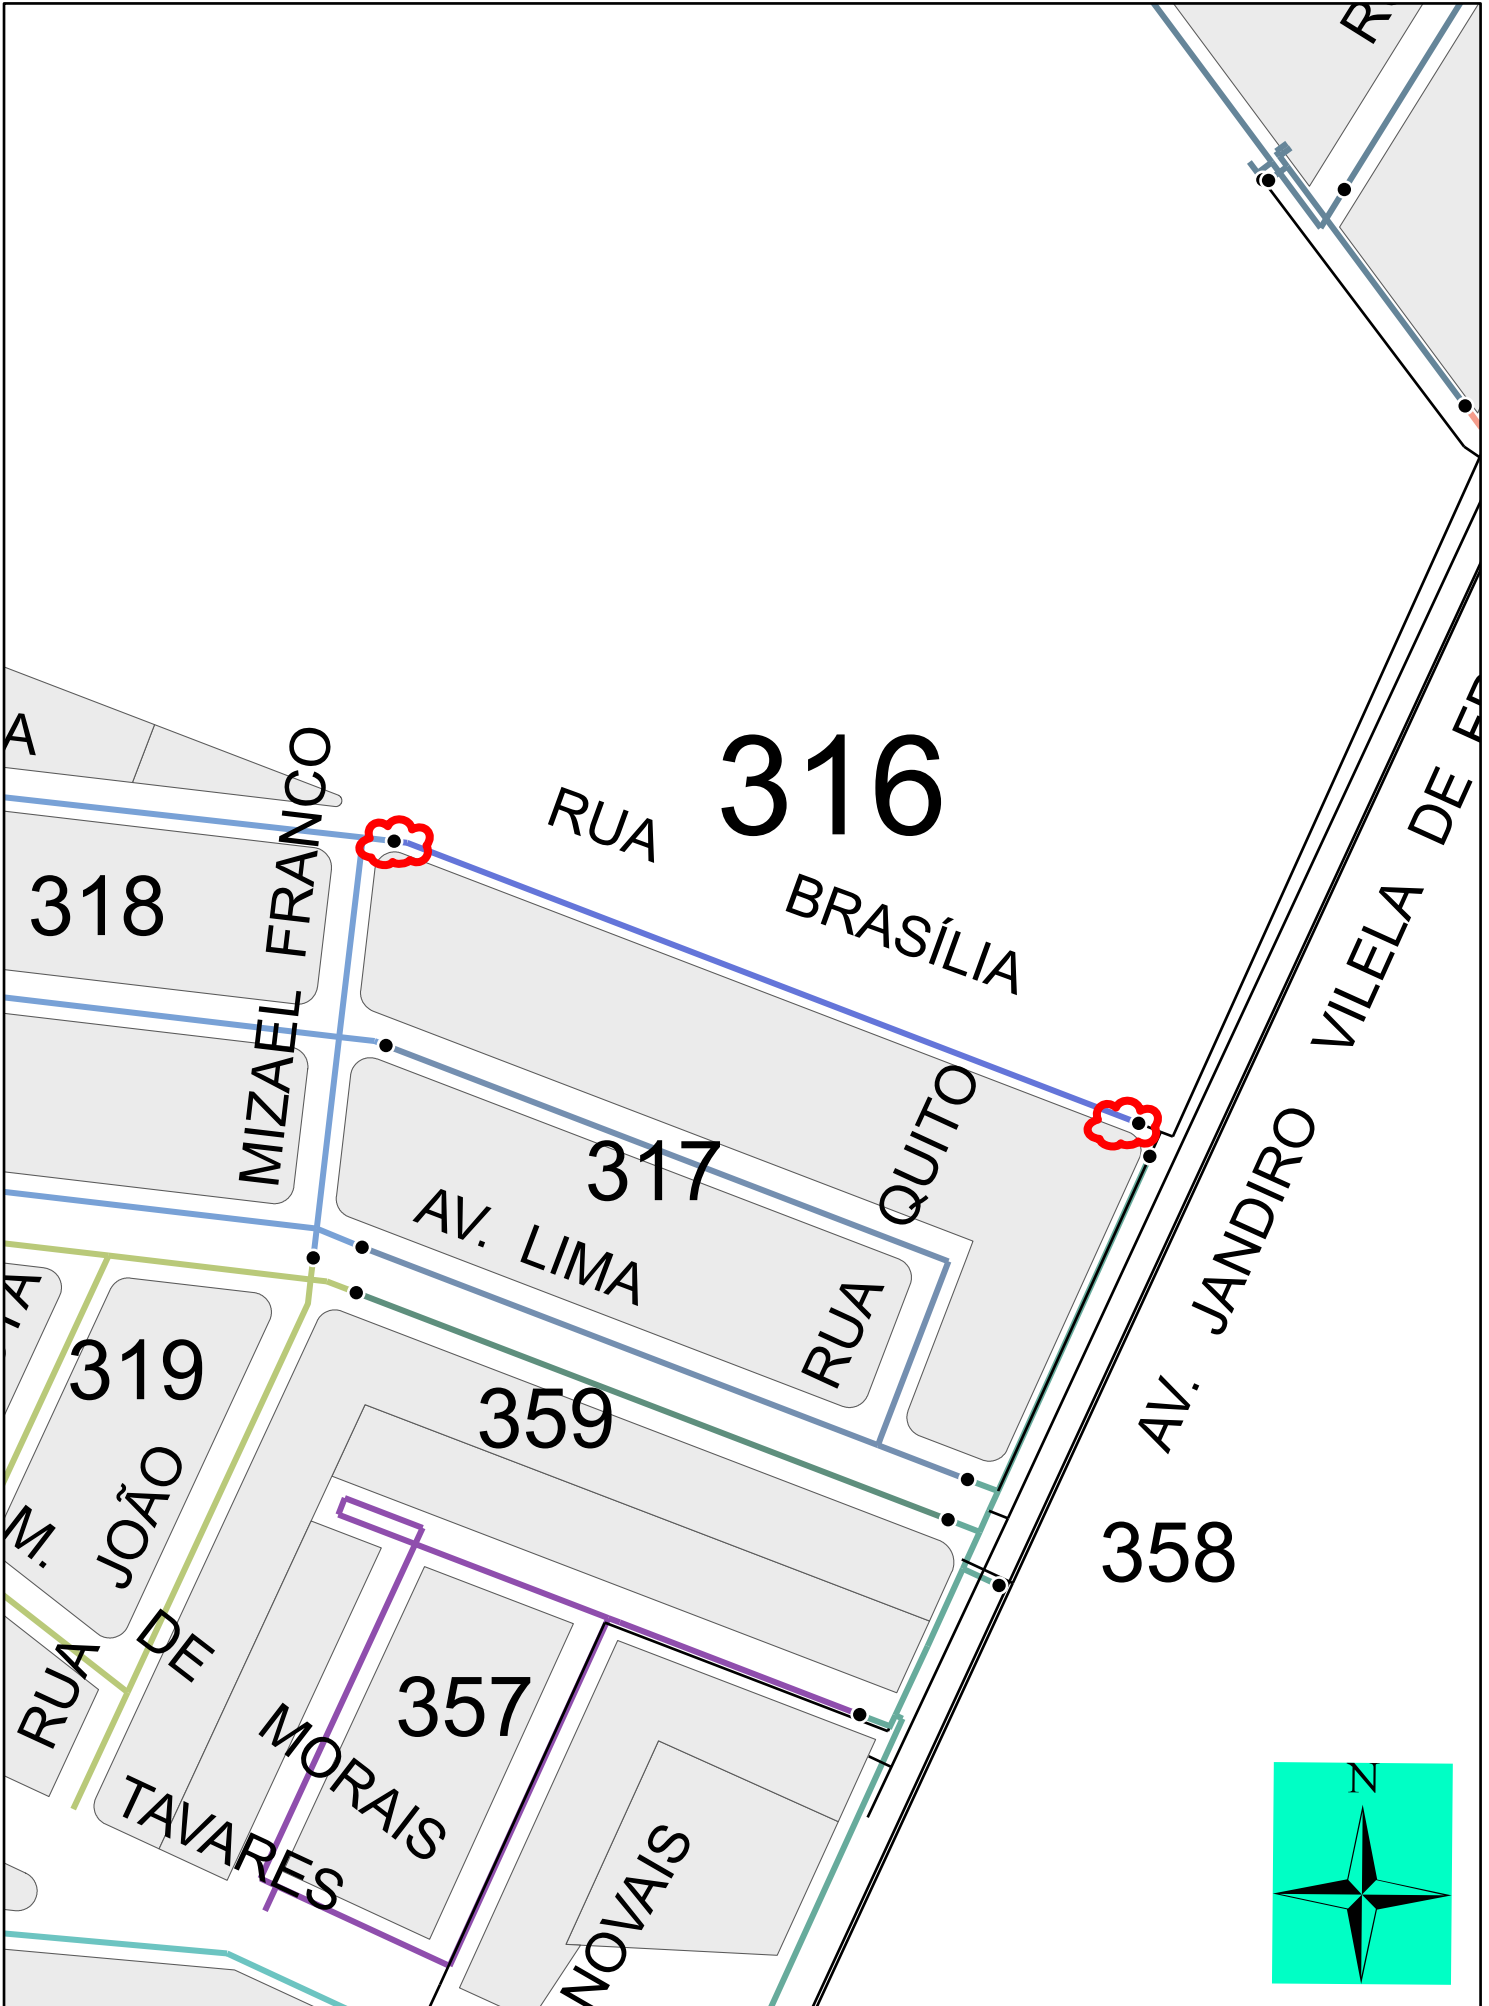 A
316
RUA BRASÍLIA
318
MIZAEL FRANCO
317
AV. LIMA
RUA QUITO
AV. JANDIRO VILELA DE
319
359
358
M.
RUA JOÃO
DE MORAIS
357
TAVARES
NOVAIS
N